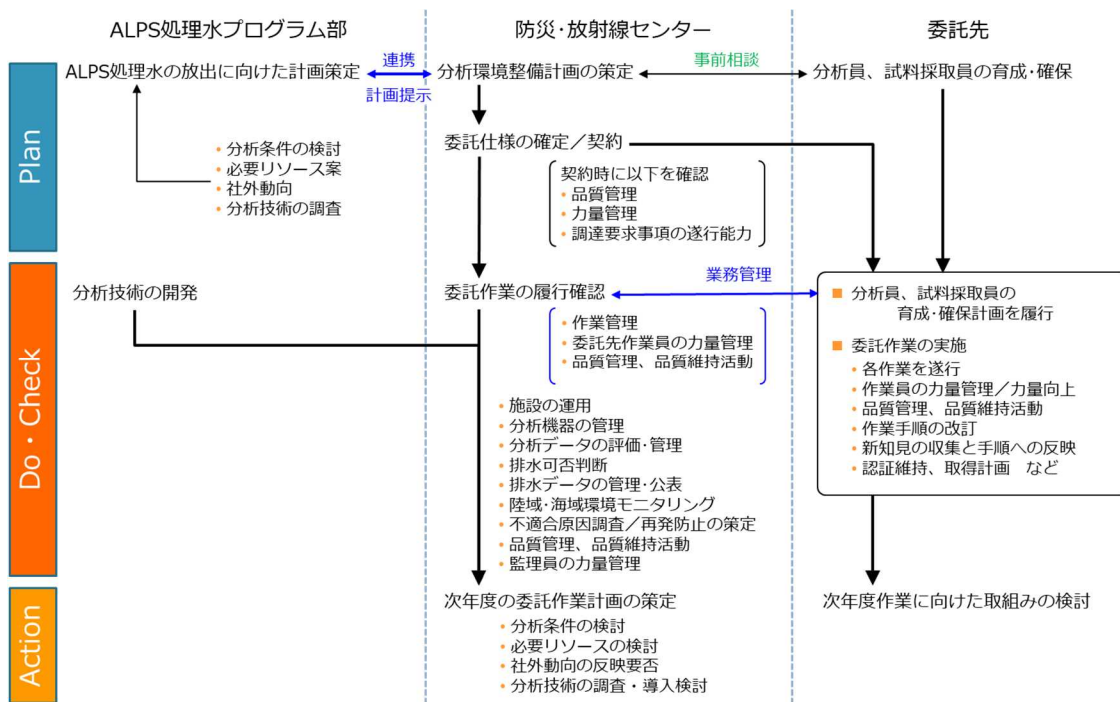 ALPS処理水プログラム部
防災・放射線センター
委託先
Plan
ALPS処理水の放出に向けた計画策定
連携
計画提示
分析環境整備計画の策定
事前相談
分析員、試料採取員の育成・確保
・分析条件の検討
・必要リソース案
・社外動向
・分析技術の調査
委託仕様の確定／契約
契約時に以下を確認
・品質管理
・力量管理
・調達要求事項の遂行能力
Do・Check
分析技術の開発
委託作業の履行確認
業務管理
・作業管理
・委託先作業員の力量管理
・品質管理、品質維持活動
・施設の運用
・分析機器の管理
・分析データの評価・管理
・排水可否判断
・排水データの管理・公表
・陸域・海域環境モニタリング
・不適合原因調査／再発防止の策定
・品質管理、品質維持活動
・監理員の力量管理
■ 分析員、試料採取員の
育成・確保計画を履行
■ 委託作業の実施
・各作業を遂行
・作業員の力量管理／力量向上
・品質管理、品質維持活動
・作業手順の改訂
・新知見の収集と手順への反映
・認証維持、取得計画　など
Action
次年度の委託作業計画の策定
・分析条件の検討
・必要リソースの検討
・社外動向の反映要否
・分析技術の調査・導入検討
次年度作業に向けた取組みの検討